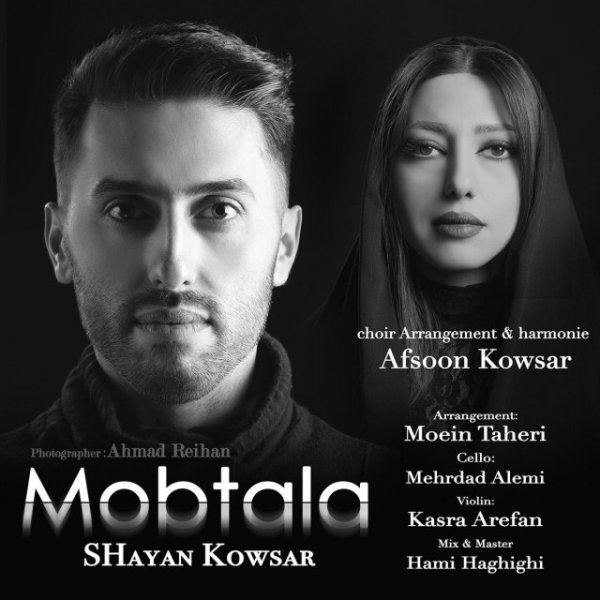 choir Arrangement & harmonie
Afsoon Kowsar
Arrangement:
Moein Taheri
Cello:
Mehrdad Alemi
Violin:
Kasra Arefan
Mix & Master
Hami Haghighi
Photographer : Ahmad Reihan
Mobtala
SHayan Kowsar